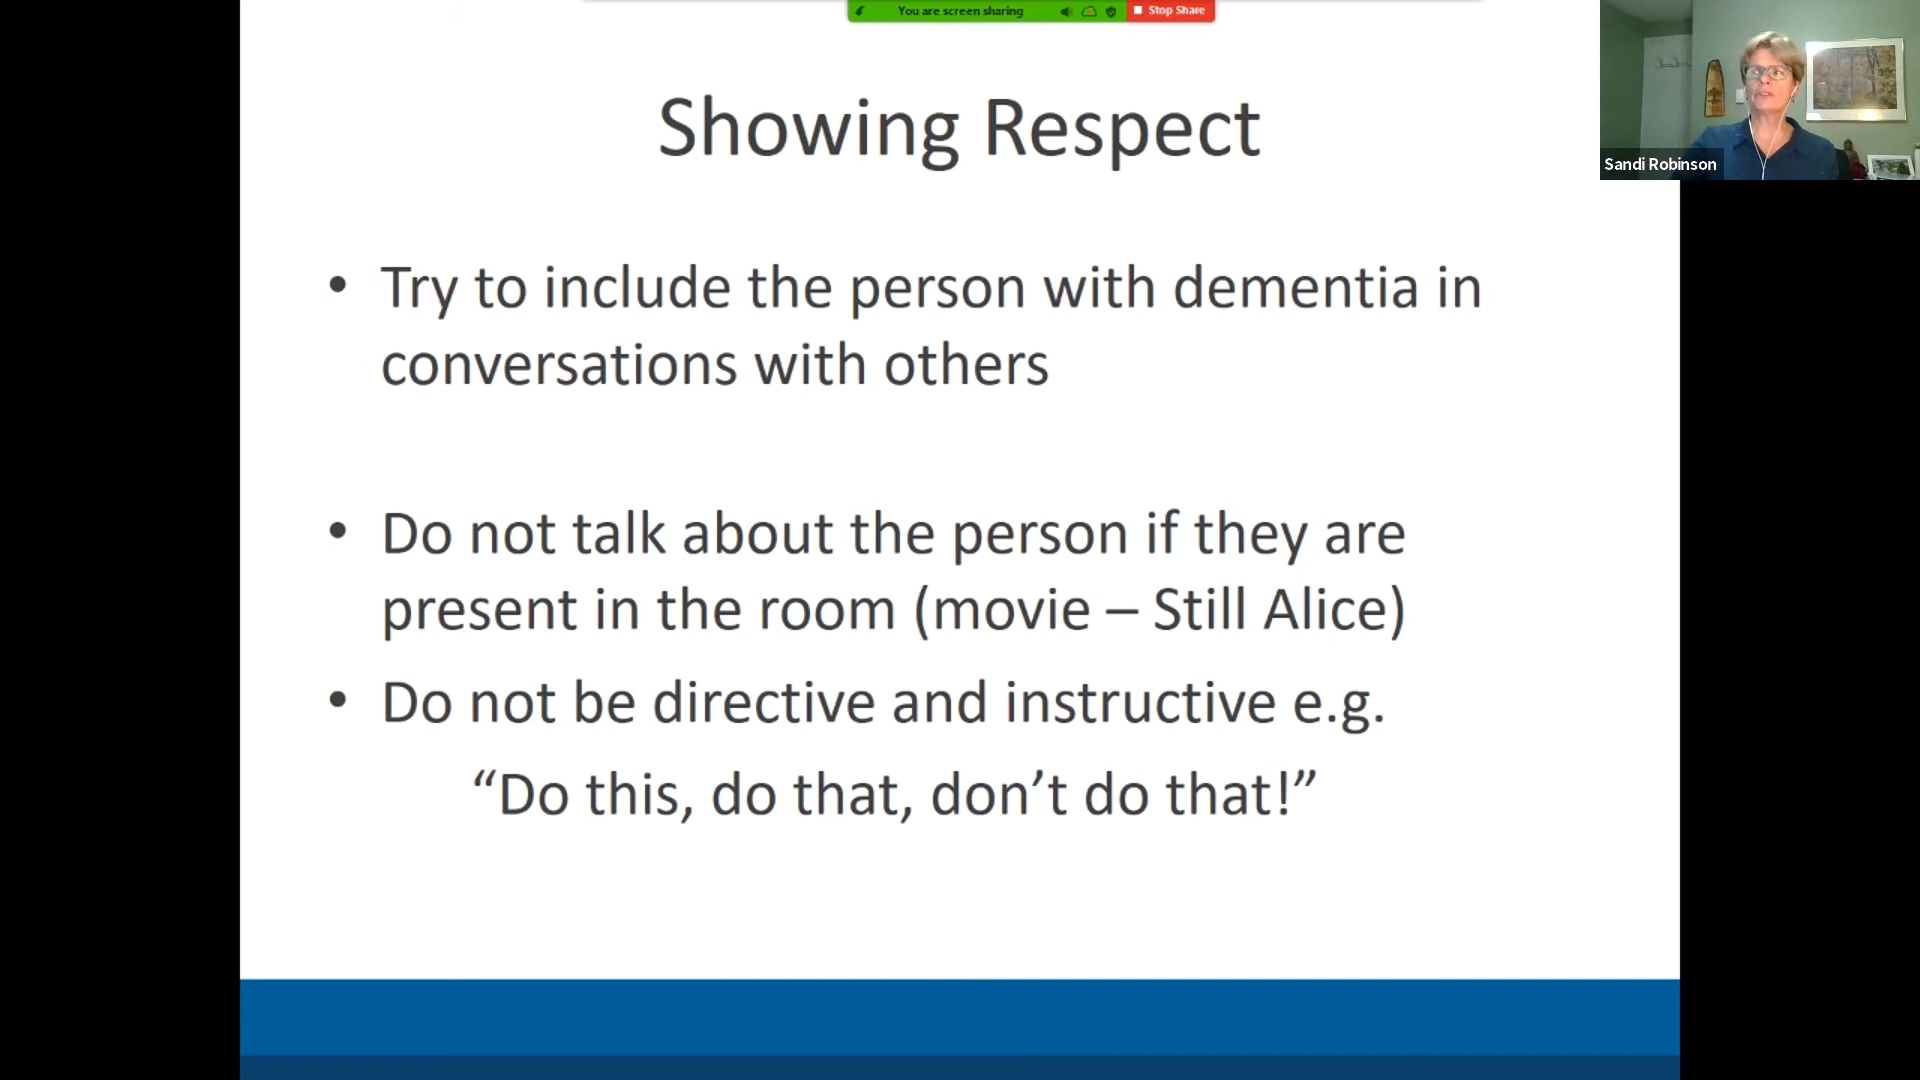 You are screen sharing
Stop Share
Sandi Robinson
Showing Respect
• Try to include the person with dementia in
conversations with others
• Do not talk about the person if they are
present in the room (movie – Still Alice)
• Do not be directive and instructive e.g.
“Do this, do that, don’t do that!”